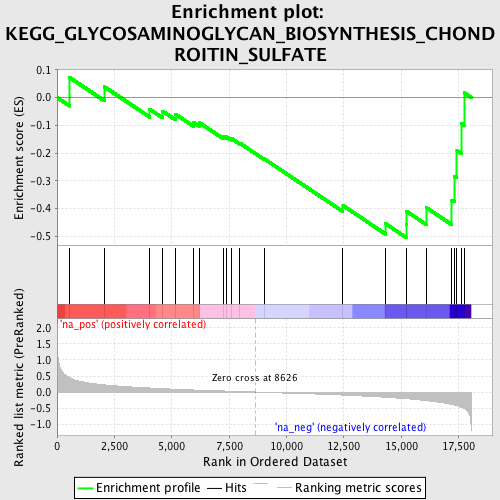 Enrichment plot:
KEGG_GLYCOSAMINOGLYCAN_BIOSYNTHESIS_CHOND
ROITIN_SULFATE
Enrichment score (ES)
0.1
0.0
-0.1
-0.2
-0.3
-0.4
-0.5
'na_pos' (positively correlated)
Ranked list metric (PreRanked)
2.0
1.5
1.0
0.5
0.0
-0.5
-1.0
Zero cross at 8626
'na_neg' (negatively correlated)
0 2,500 5,000 7,500 10,000 12,500 15,000 17,500
Rank in Ordered Dataset
Enrichment profile Hits Ranking metric scores